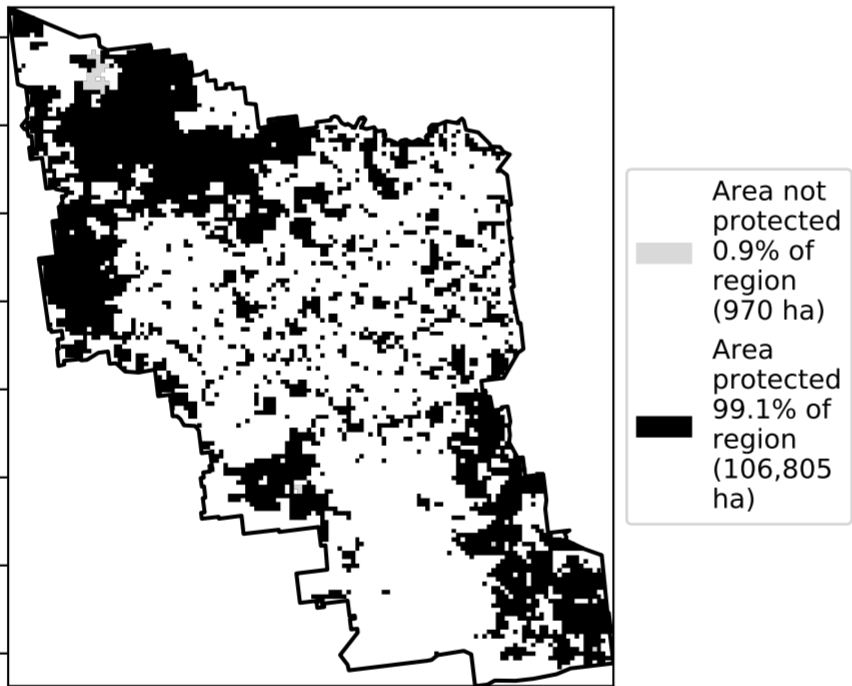 Area not
protected
0.9% of
region
(970 ha)
Area
protected
99.1% of
region
(106,805
ha)